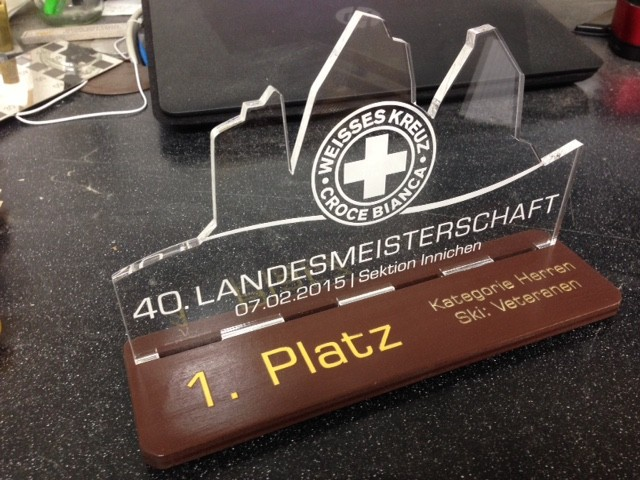 WEISSES KREUZ
CROCE BIANCA
40. LANDESMEISTERSCHAFT
07.02.2015 | Sektion Innichen
Kategorie Herren
Ski: Veteranen
1. Platz